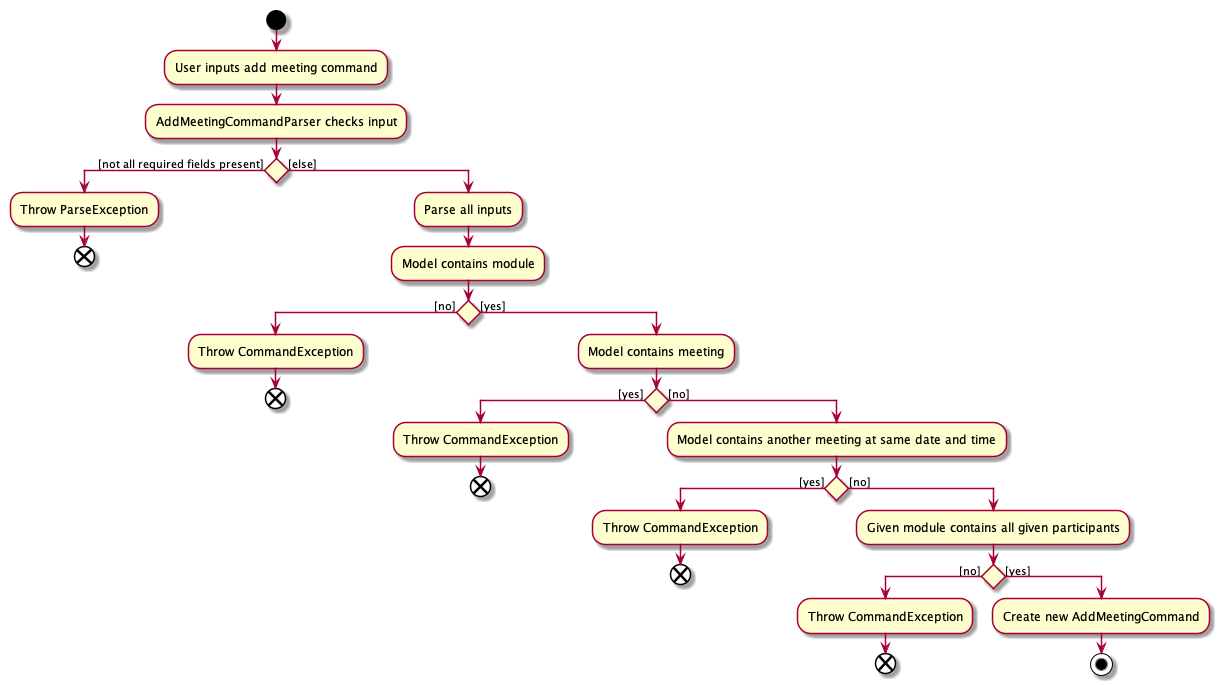 User inputs add meeting command
AddMeetingCommandParser checks input
[not all required fields present]
[else]
Throw ParseException
Parse all inputs
Model contains module
[no]
[yes]
Throw CommandException
Model contains meeting
[yes]
[no]
Throw CommandException
Model contains another meeting at same date and time
[yes]
[no]
Throw CommandException
Given module contains all given participants
[no]
[yes]
Throw CommandException
Create new AddMeetingCommand